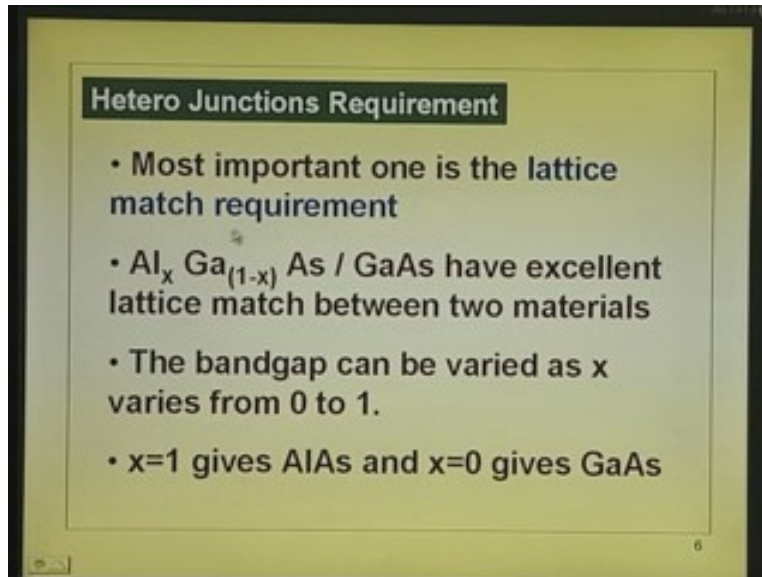 Hetero Junctions Requirement
• Most important one is the lattice
match requirement
• Alₓ Ga₍₁₋ₓ₎ As / GaAs have excellent
lattice match between two materials
• The bandgap can be varied as x
varies from 0 to 1.
• x=1 gives AlAs and x=0 gives GaAs
6